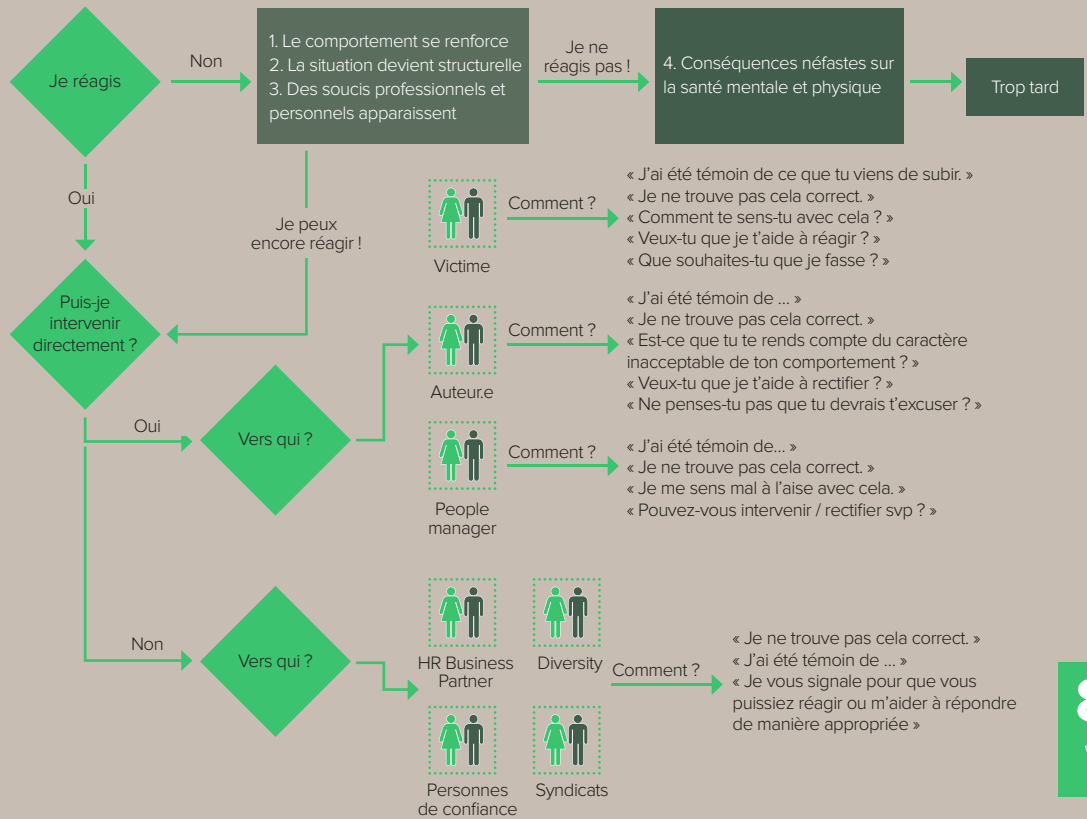 Je réagis
Non
1. Le comportement se renforce
2. La situation devient structurelle
3. Des soucis professionnels et
personnels apparaissent
Je ne
réagis pas !
4. Conséquences néfastes sur
la santé mentale et physique
Trop tard
Oui
Je peux
encore réagir !
Victime
Comment ?
« J’ai été témoin de ce que tu viens de subir. »
« Je ne trouve pas cela correct. »
« Comment te sens-tu avec cela ? »
« Veux-tu que je t’aide à réagir ? »
« Que souhaites-tu que je fasse ? »
Puis-je
intervenir
directement ?
Oui
Vers qui ?
Auteur.e
Comment ?
« J’ai été témoin de ... »
« Je ne trouve pas cela correct. »
« Est-ce que tu te rends compte du caractère
inacceptable de ton comportement ? »
« Veux-tu que je t’aide à rectifier ? »
« Ne penses-tu pas que tu devrais t’excuser ? »
People
manager
Comment ?
« J’ai été témoin de... »
« Je ne trouve pas cela correct. »
« Je me sens mal à l’aise avec cela. »
« Pouvez-vous intervenir / rectifier svp ? »
Non
Vers qui ?
HR Business
Partner
Diversity
Personnes
de confiance
Syndicats
Comment ?
« Je ne trouve pas cela correct. »
« J’ai été témoin de ... »
« Je vous signale pour que vous
puissiez réagir ou m’aider à répondre
de manière appropriée »